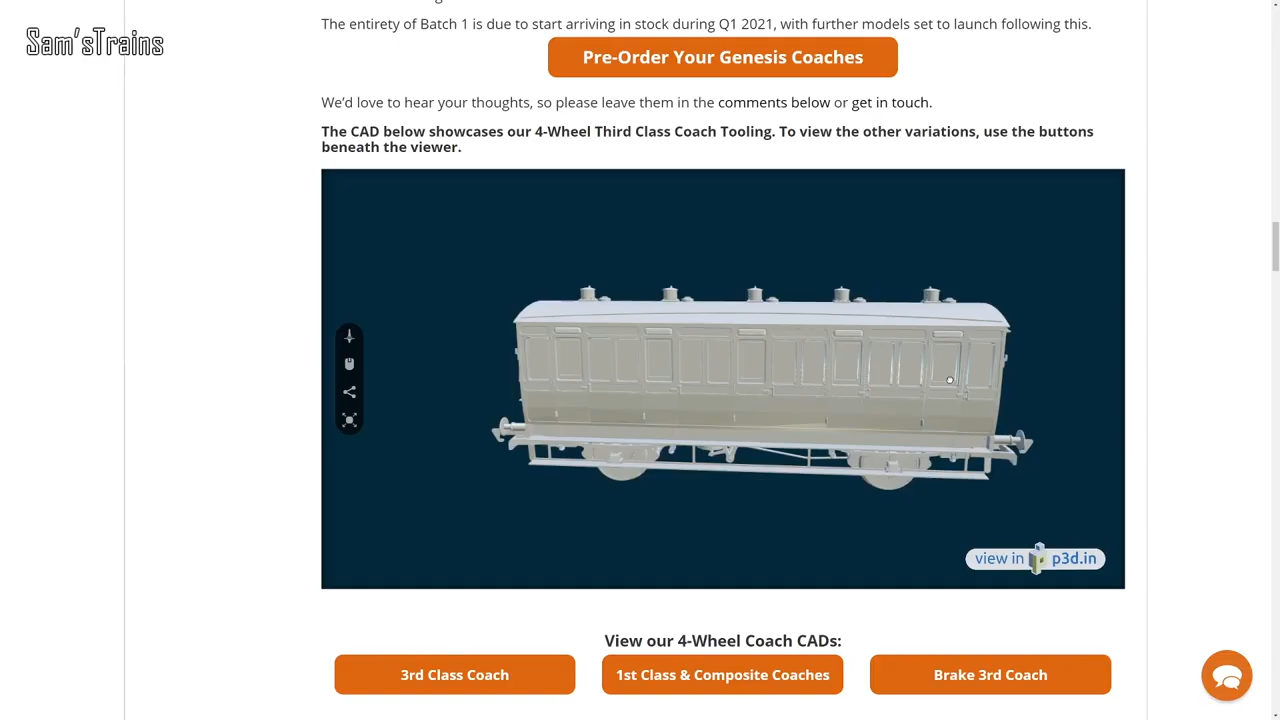 Sam'sTrains
The entirety of Batch 1 is due to start arriving in stock during Q1 2021, with further models set to launch following this.
Pre-Order Your Genesis Coaches
We'd love to hear your thoughts, so please leave them in the comments below or get in touch.
The CAD below showcases our 4-Wheel Third Class Coach Tooling. To view the other variations, use the buttons
beneath the viewer.
view in p3d.in
View our 4-Wheel Coach CADs:
3rd Class Coach
1st Class & Composite Coaches
Brake 3rd Coach